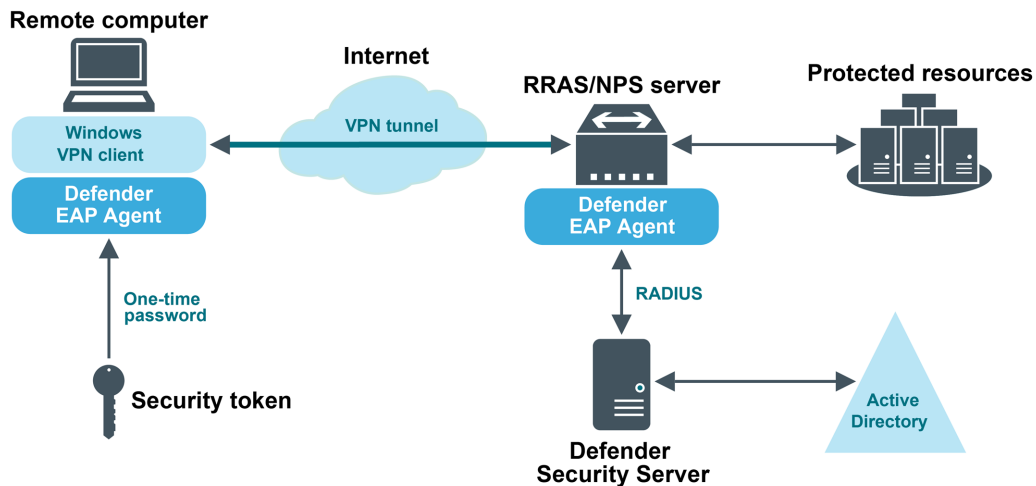 Remote computer
Windows
VPN client
Defender
EAP Agent
One-time
password
Security token
Internet
VPN tunnel
RRAS/NPS server
Defender
EAP Agent
RADIUS
Defender
Security Server
Protected resources
Active
Directory